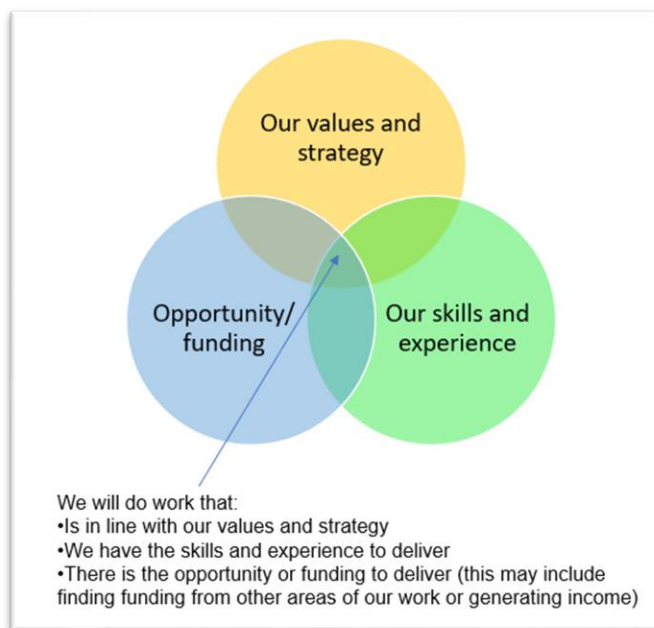 Our values and
strategy
Opportunity/
funding
Our skills and
experience
We will do work that:
•Is in line with our values and strategy
•We have the skills and experience to deliver
•There is the opportunity or funding to deliver (this may include
finding funding from other areas of our work or generating income)